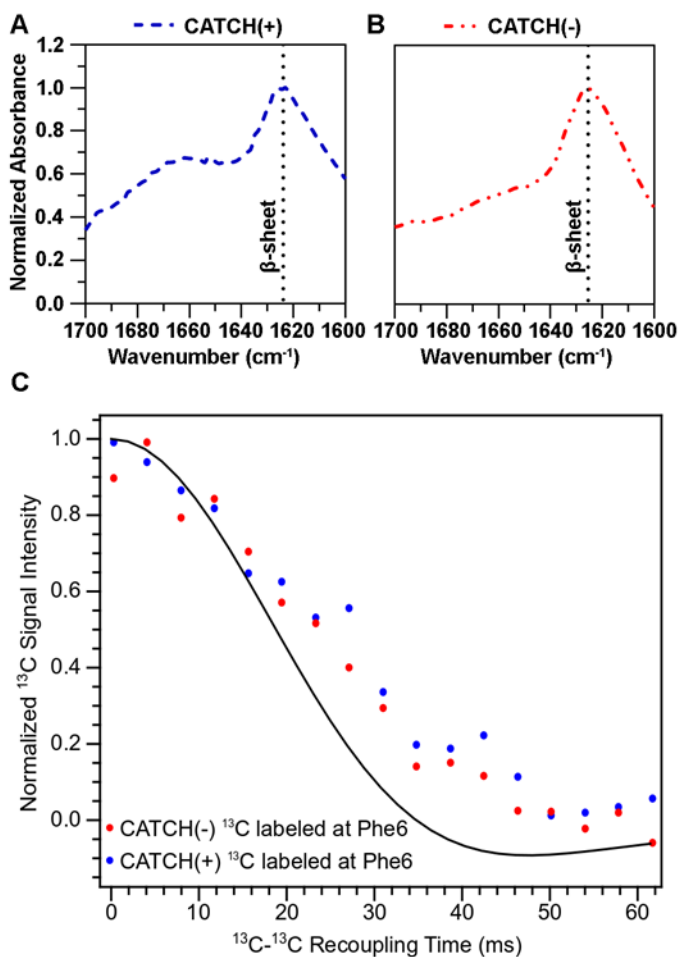 A
CATCH(+)
B
CATCH(-)
Normalized Absorbance
1.2
1.0
0.8
0.6
0.4
0.2
0.0
β-sheet
β-sheet
1700 1680 1660 1640 1620 1600
1700 1680 1660 1640 1620 1600
Wavenumber (cm⁻¹)
Wavenumber (cm⁻¹)
C
Normalized ¹³C Signal Intensity
1.0
0.8
0.6
0.4
0.2
0.0
CATCH(-) ¹³C labeled at Phe6
CATCH(+) ¹³C labeled at Phe6
0 10 20 30 40 50 60
¹³C-¹³C Recoupling Time (ms)